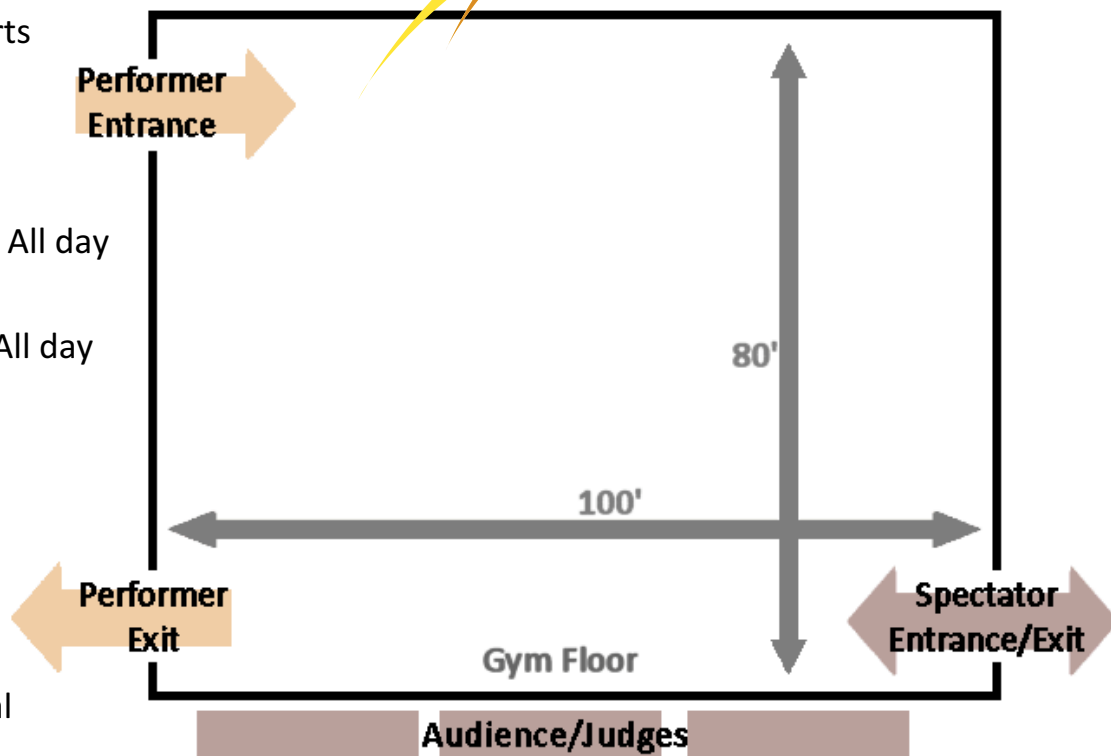 rts
Performer
Entrance
All day
All day
80'
100'
Performer
Exit
Spectator
Entrance/Exit
Gym Floor
al
Audience/Judges